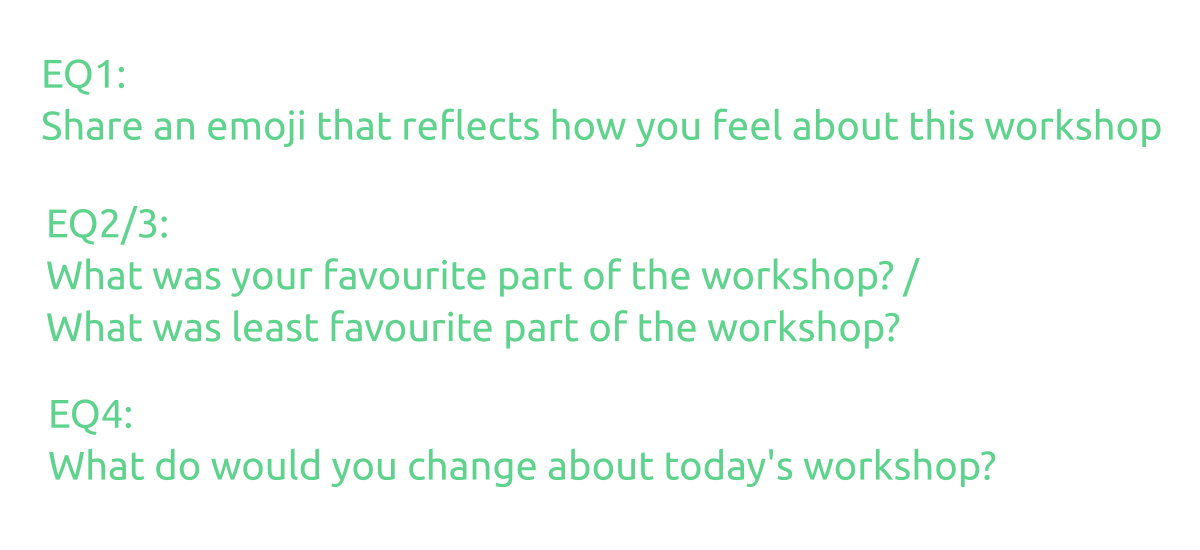 EQ1:
Share an emoji that reflects how you feel about this workshop
EQ2/3:
What was your favourite part of the workshop? /
What was least favourite part of the workshop?
EQ4:
What do would you change about today's workshop?